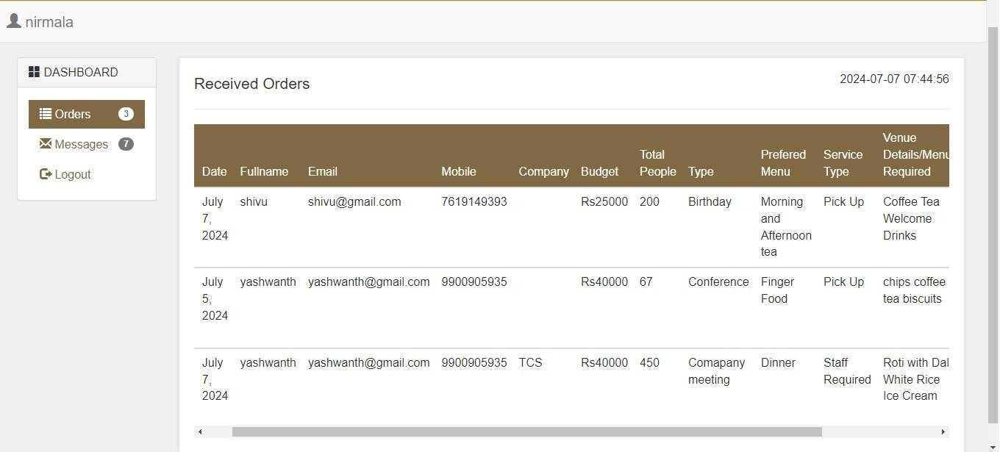 nirmala
DASHBOARD
Orders 3
Messages 7
Logout
Received Orders
2024-07-07 07:44:56
Date Fullname Email Mobile Company Budget Total People Type Prefered Menu Service Type Venue Details/Menu Required
July 7, 2024 shivu shivu@gmail.com 7619149393 Rs25000 200 Birthday Morning and Afternoon tea Pick Up Coffee Tea Welcome Drinks
July 5, 2024 yashwanth yashwanth@gmail.com 9900905935 Rs40000 67 Conference Finger Food Pick Up chips coffee tea biscuits
July 7, 2024 yashwanth yashwanth@gmail.com 9900905935 TCS Rs40000 450 Comapany meeting Dinner Staff Required Roti with Dal White Rice Ice Cream